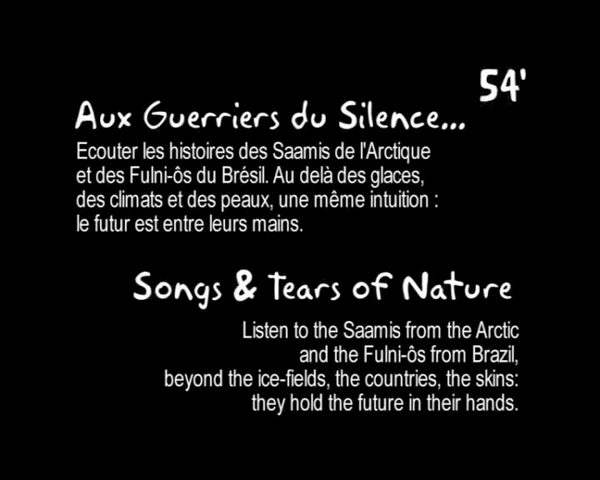 54'
Aux Guerriers du Silence...
Ecouter les histoires des Saamis de l'Arctique
et des Fulni-ôs du Brésil. Au delà des glaces,
des climats et des peaux, une même intuition :
le futur est entre leurs mains.
Songs & Tears of Nature
Listen to the Saamis from the Arctic
and the Fulni-ôs from Brazil,
beyond the ice-fields, the countries, the skins:
they hold the future in their hands.